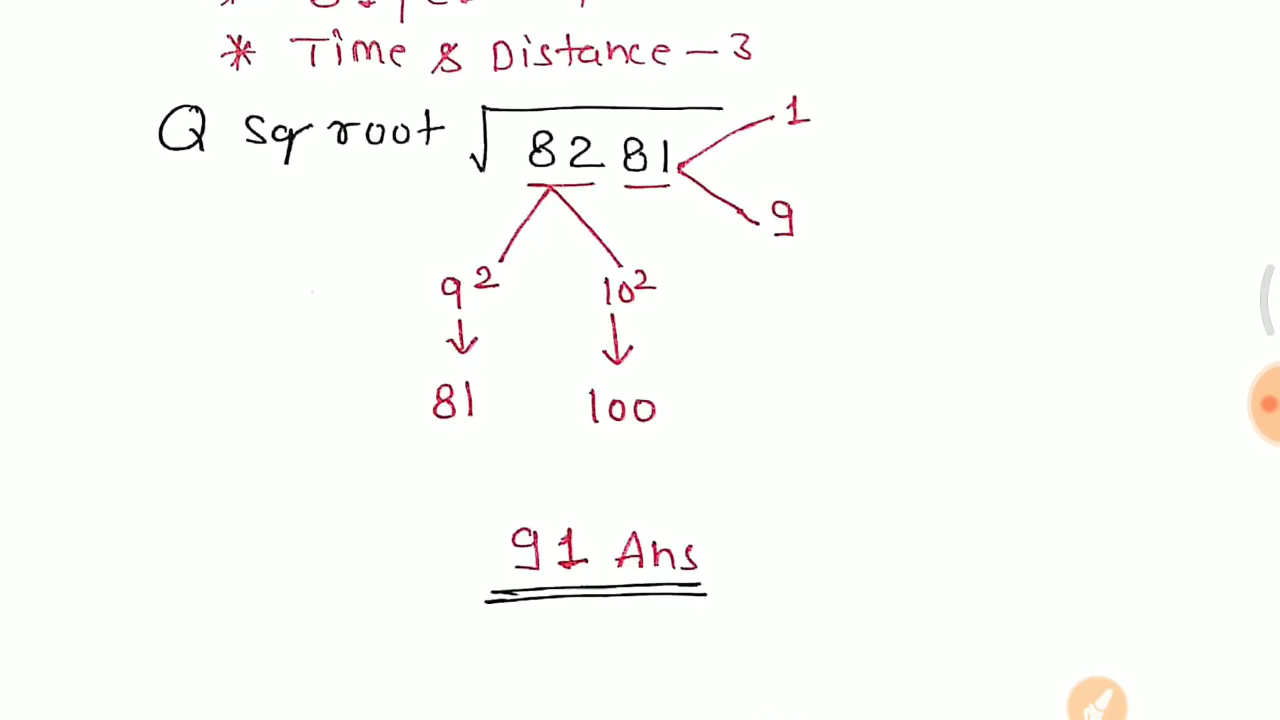 * Time & Distance - 3
Q sq root √8281
1
9
9² 10²
81 100
91 Ans